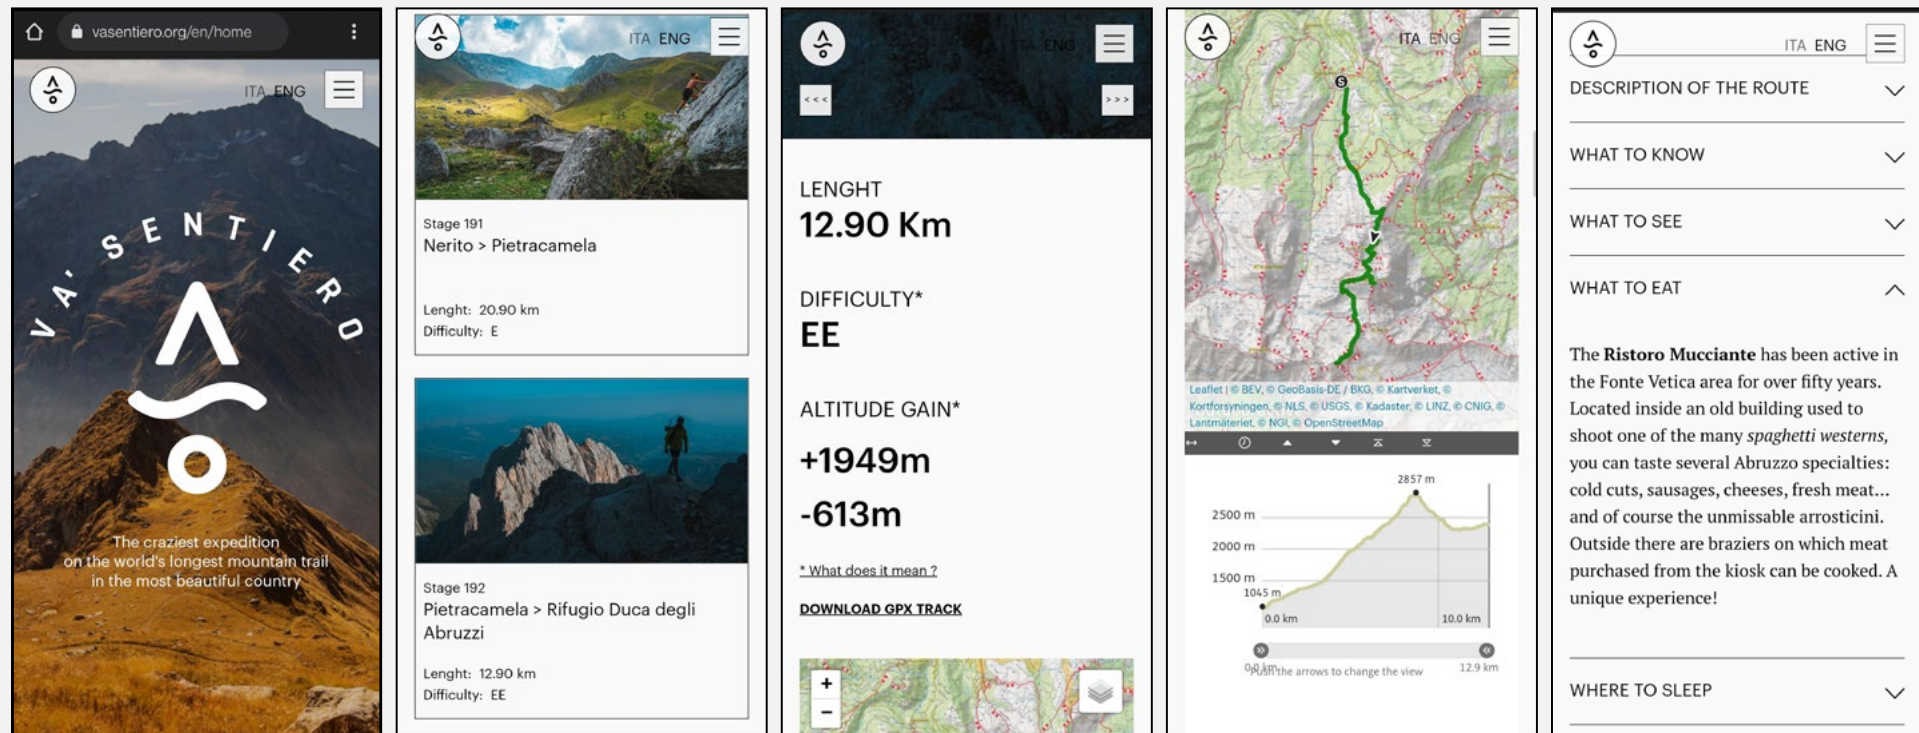 vasentiero.org/en/home
ITA ENG
VA' SENTIERO
The craziest expedition
on the world's longest mountain trail
in the most beautiful country
ITA ENG
Stage 191
Nerito > Pietracamela
Lenght: 20.90 km
Difficulty: E
Stage 192
Pietracamela > Rifugio Duca degli
Abruzzi
Lenght: 12.90 km
Difficulty: EE
ITA ENG
<<<
>>>
LENGHT
12.90 Km
DIFFICULTY*
EE
ALTITUDE GAIN*
+1949m
-613m
* What does it mean ?
DOWNLOAD GPX TRACK
+
−
ITA ENG
S
Leaflet | © BEV, © GeoBasis-DE / BKG, © Kartverket, ©
Kortforsyningen, © NLS, © USGS, © Kadaster, © LINZ, © CNIG, ©
Lantmäteriet, © NGI, © OpenStreetMap
2857 m
2500 m
2000 m
1500 m
1045 m
0.0 km
10.0 km
0.0 km
12.9 km
Push the arrows to change the view
ITA ENG
DESCRIPTION OF THE ROUTE
WHAT TO KNOW
WHAT TO SEE
WHAT TO EAT
The Ristoro Mucciante has been active in
the Fonte Vetica area for over fifty years.
Located inside an old building used to
shoot one of the many spaghetti westerns,
you can taste several Abruzzo specialties:
cold cuts, sausages, cheeses, fresh meat...
and of course the unmissable arrosticini.
Outside there are braziers on which meat
purchased from the kiosk can be cooked. A
unique experience!
WHERE TO SLEEP